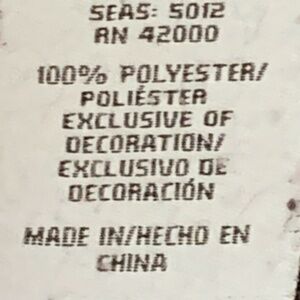 SEAS: 5012
RN 42000
100% POLYESTER/
POLIÉSTER
EXCLUSIVE OF
DECORATION/
EXCLUSIVO DE
DECORACIÓN
MADE IN/HECHO EN
CHINA